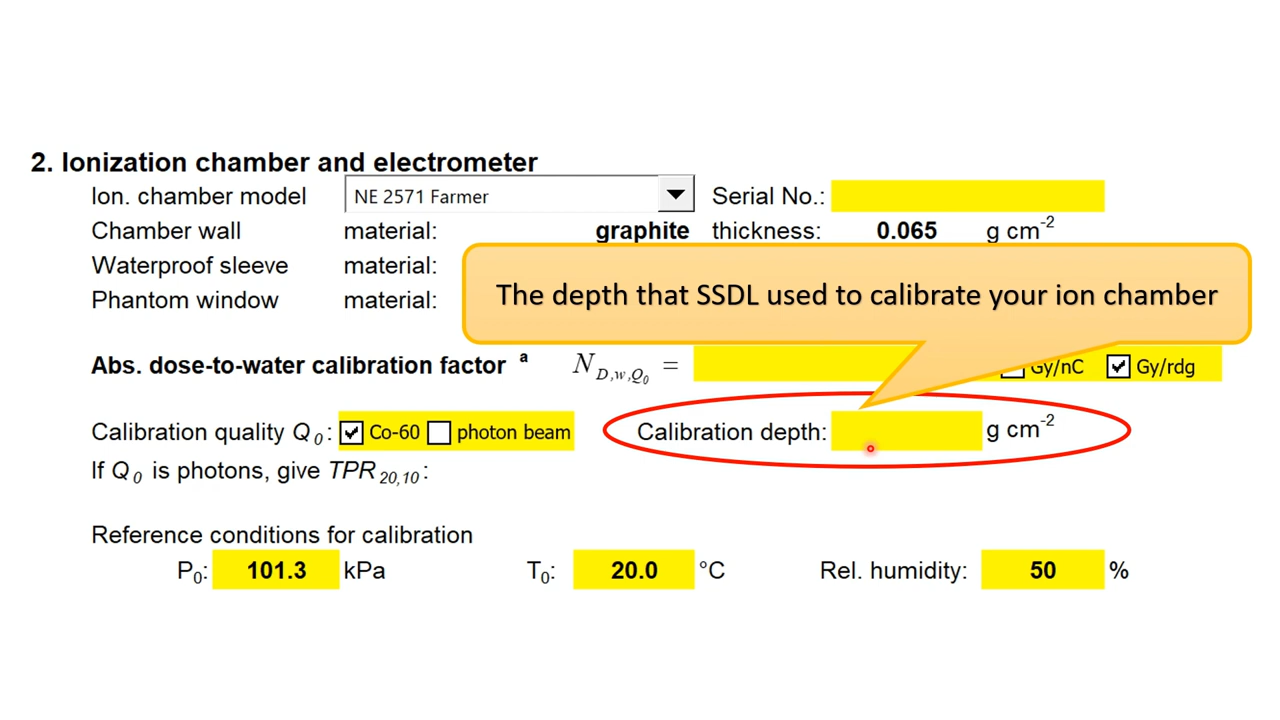 2. Ionization chamber and electrometer
Ion. chamber model NE 2571 Farmer Serial No.:
Chamber wall material: graphite thickness: 0.065 g cm⁻²
Waterproof sleeve material:
Phantom window material:
The depth that SSDL used to calibrate your ion chamber
Abs. dose-to-water calibration factor ᵃ N D,w,Q₀ = Gy/nC Gy/rdg
Calibration quality Q₀: Co-60 photon beam Calibration depth: g cm⁻²
If Q₀ is photons, give TPR₂₀,₁₀:
Reference conditions for calibration
P₀: 101.3 kPa T₀: 20.0 °C Rel. humidity: 50 %